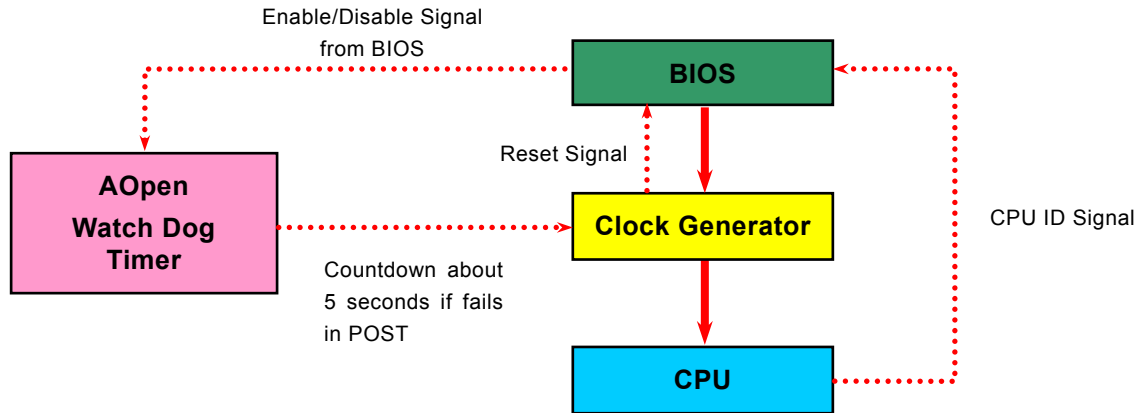 Enable/Disable Signal
from BIOS
BIOS
Reset Signal
AOpen
Watch Dog
Timer
Clock Generator
CPU ID Signal
Countdown about
5 seconds if fails
in POST
CPU